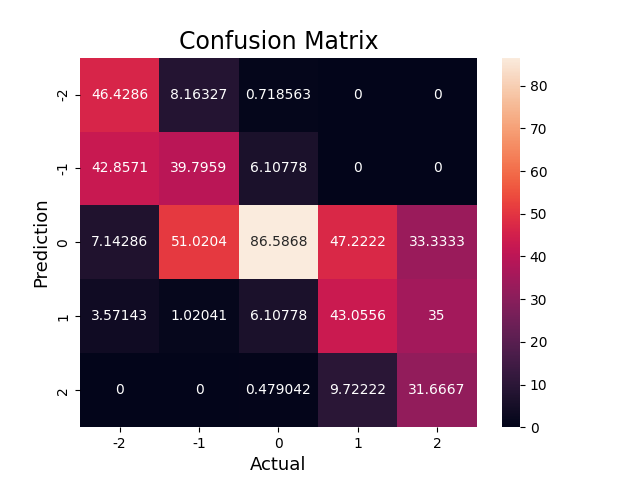 Confusion Matrix
Prediction
-2 46.4286 8.16327 0.718563 0 0
-1 42.8571 39.7959 6.10778 0 0
0 7.14286 51.0204 86.5868 47.2222 33.3333
1 3.57143 1.02041 6.10778 43.0556 35
2 0 0 0.479042 9.72222 31.6667
-2 -1 0 1 2
Actual
80
70
60
50
40
30
20
10
0